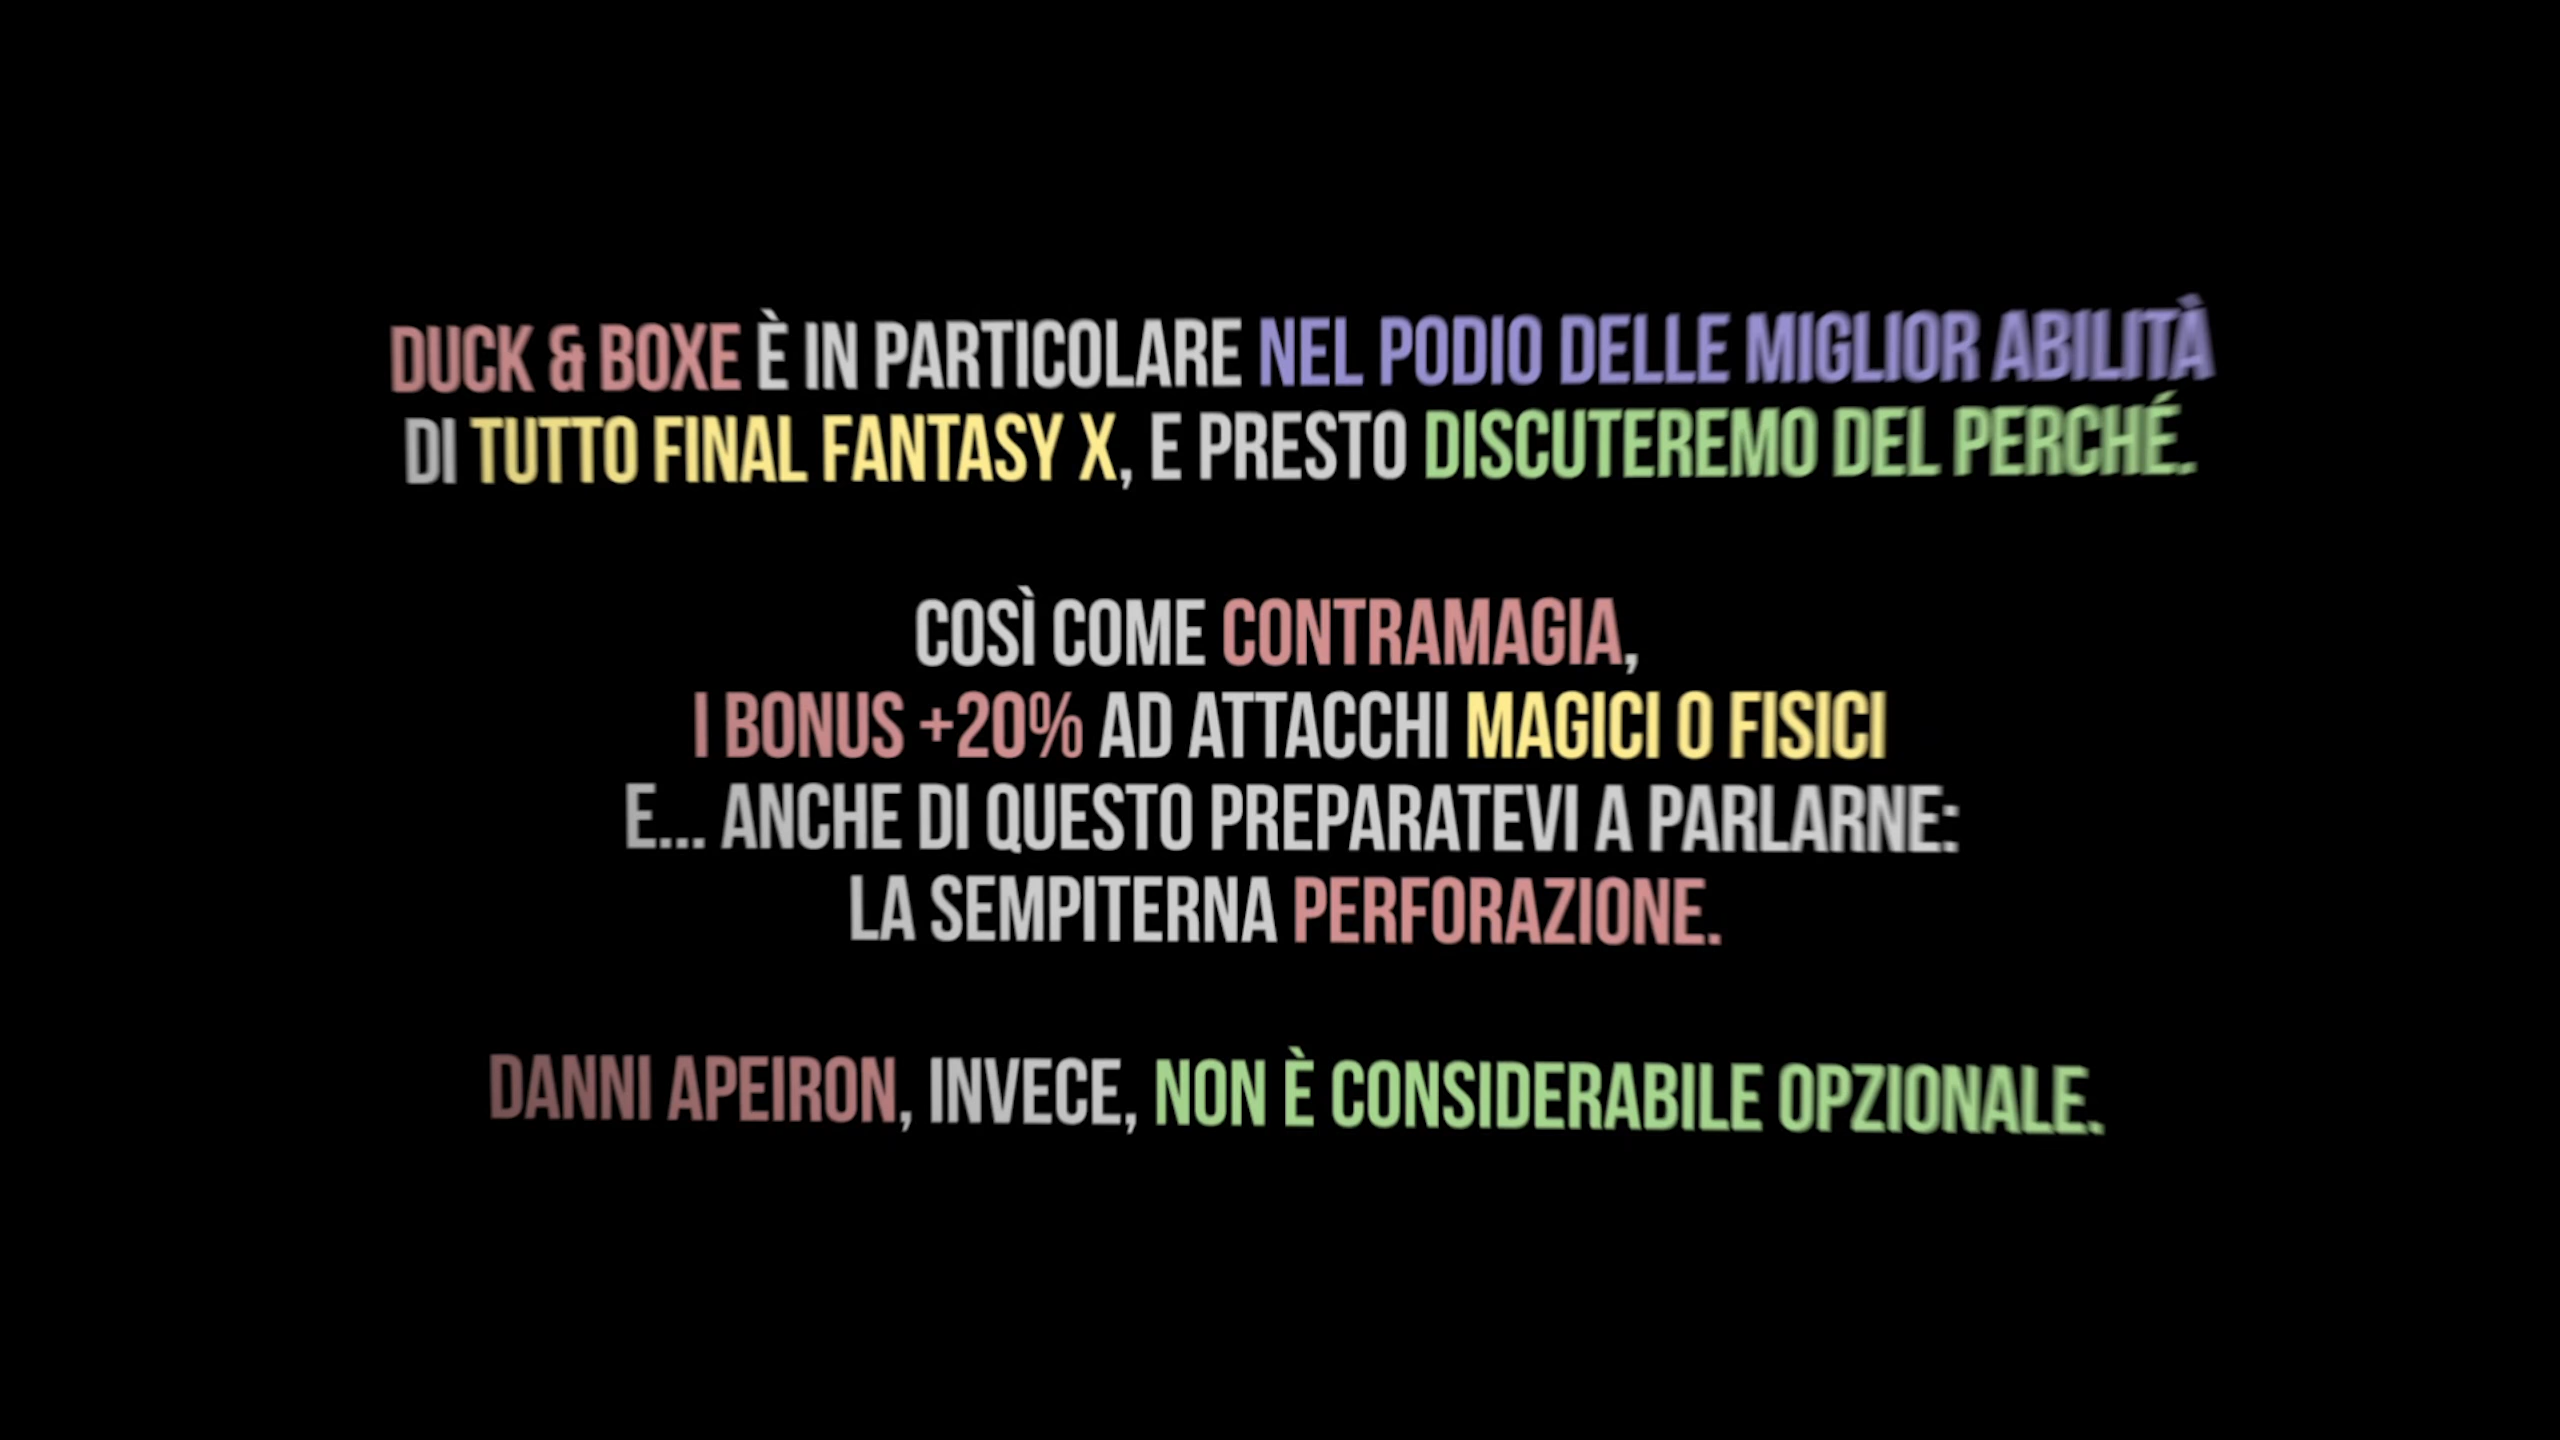 DUCK & BOXE È IN PARTICOLARE NEL PODIO DELLE MIGLIOR ABILITÀ
DI TUTTO FINAL FANTASY X, E PRESTO DISCUTEREMO DEL PERCHÉ.
COSÌ COME CONTRAMAGIA,
I BONUS +20% AD ATTACCHI MAGICI O FISICI
E... ANCHE DI QUESTO PREPARATEVI A PARLARNE:
LA SEMPITERNA PERFORAZIONE.
DANNI APEIRON, INVECE, NON È CONSIDERABILE OPZIONALE.